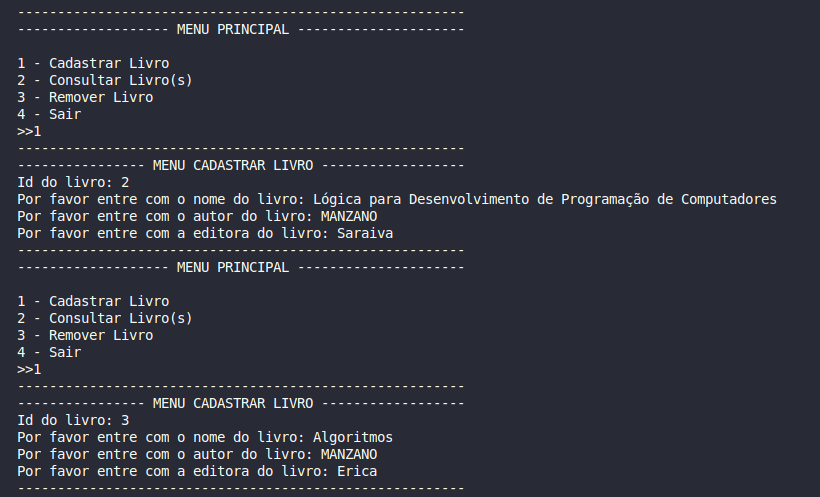 --------------------------------------------------------
------------------- MENU PRINCIPAL ---------------------

1 - Cadastrar Livro
2 - Consultar Livro(s)
3 - Remover Livro
4 - Sair
>>1
--------------------------------------------------------
---------------- MENU CADASTRAR LIVRO ------------------
Id do livro: 2
Por favor entre com o nome do livro: Lógica para Desenvolvimento de Programação de Computadores
Por favor entre com o autor do livro: MANZANO
Por favor entre com a editora do livro: Saraiva
--------------------------------------------------------
------------------- MENU PRINCIPAL ---------------------

1 - Cadastrar Livro
2 - Consultar Livro(s)
3 - Remover Livro
4 - Sair
>>1
--------------------------------------------------------
---------------- MENU CADASTRAR LIVRO ------------------
Id do livro: 3
Por favor entre com o nome do livro: Algoritmos
Por favor entre com o autor do livro: MANZANO
Por favor entre com a editora do livro: Erica
--------------------------------------------------------